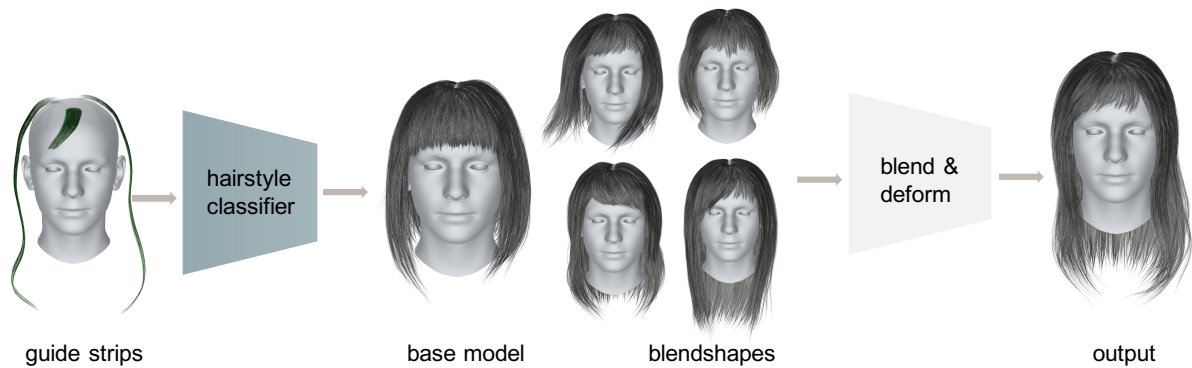 hairstyle
classifier
blend &
deform
guide strips
base model
blendshapes
output